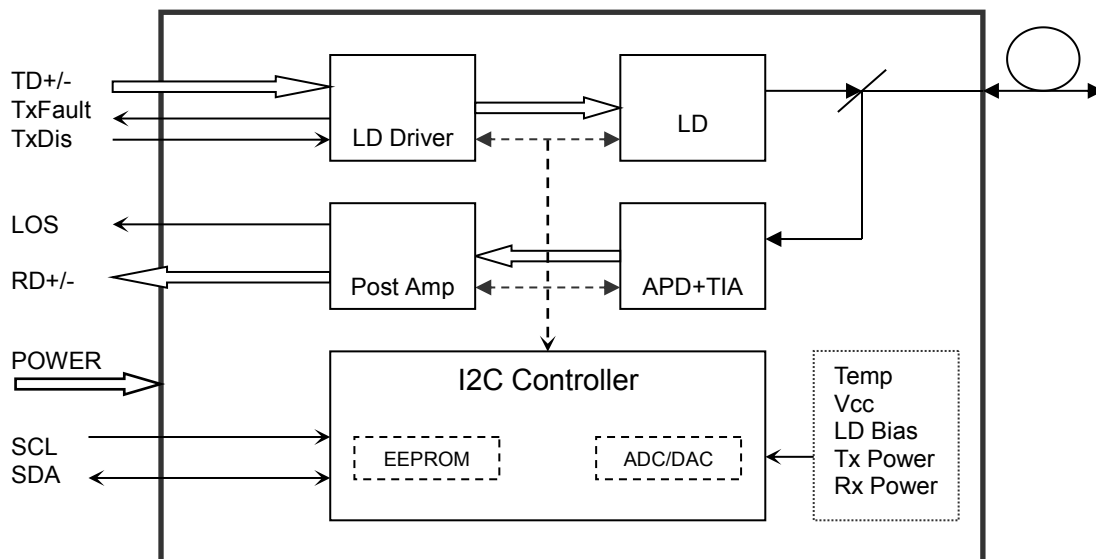 TD+/-
TxFault
TxDis
LD Driver
LD
LOS
RD+/-
Post Amp
APD+TIA
POWER
SCL
SDA
I2C Controller
EEPROM
ADC/DAC
Temp
Vcc
LD Bias
Tx Power
Rx Power